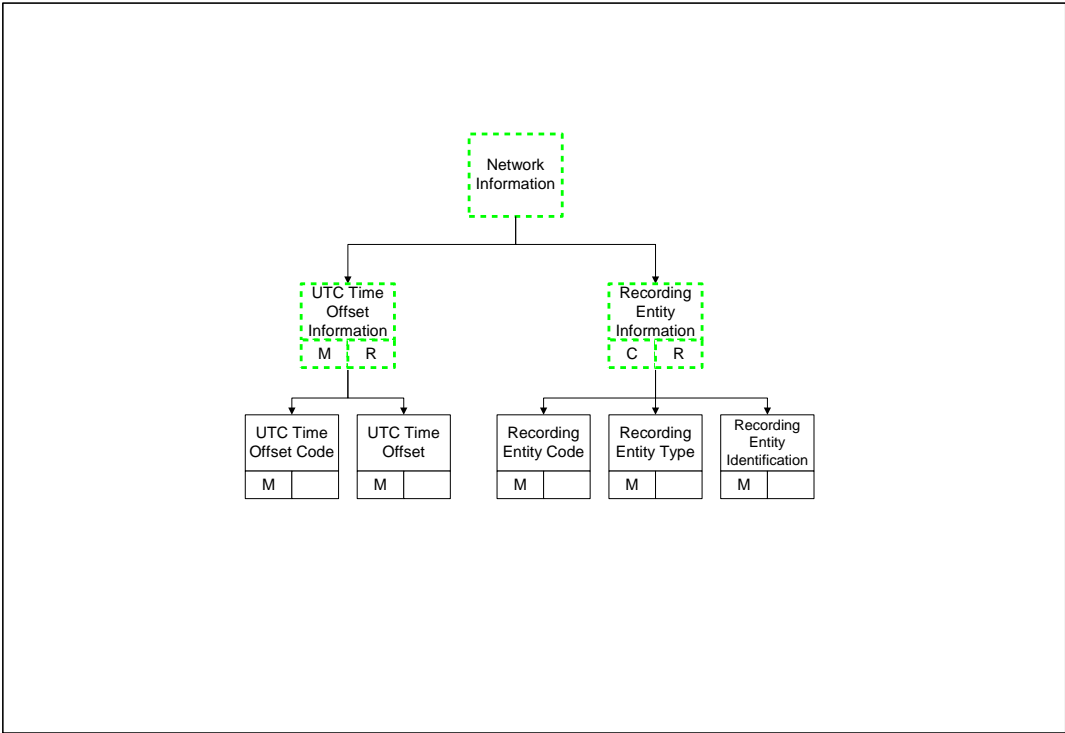 Network
Information
UTC Time
Offset
Information
M R
Recording
Entity
Information
C R
UTC Time
Offset Code
M
UTC Time
Offset
M
Recording
Entity Code
M
Recording
Entity Type
M
Recording
Entity
Identification
M